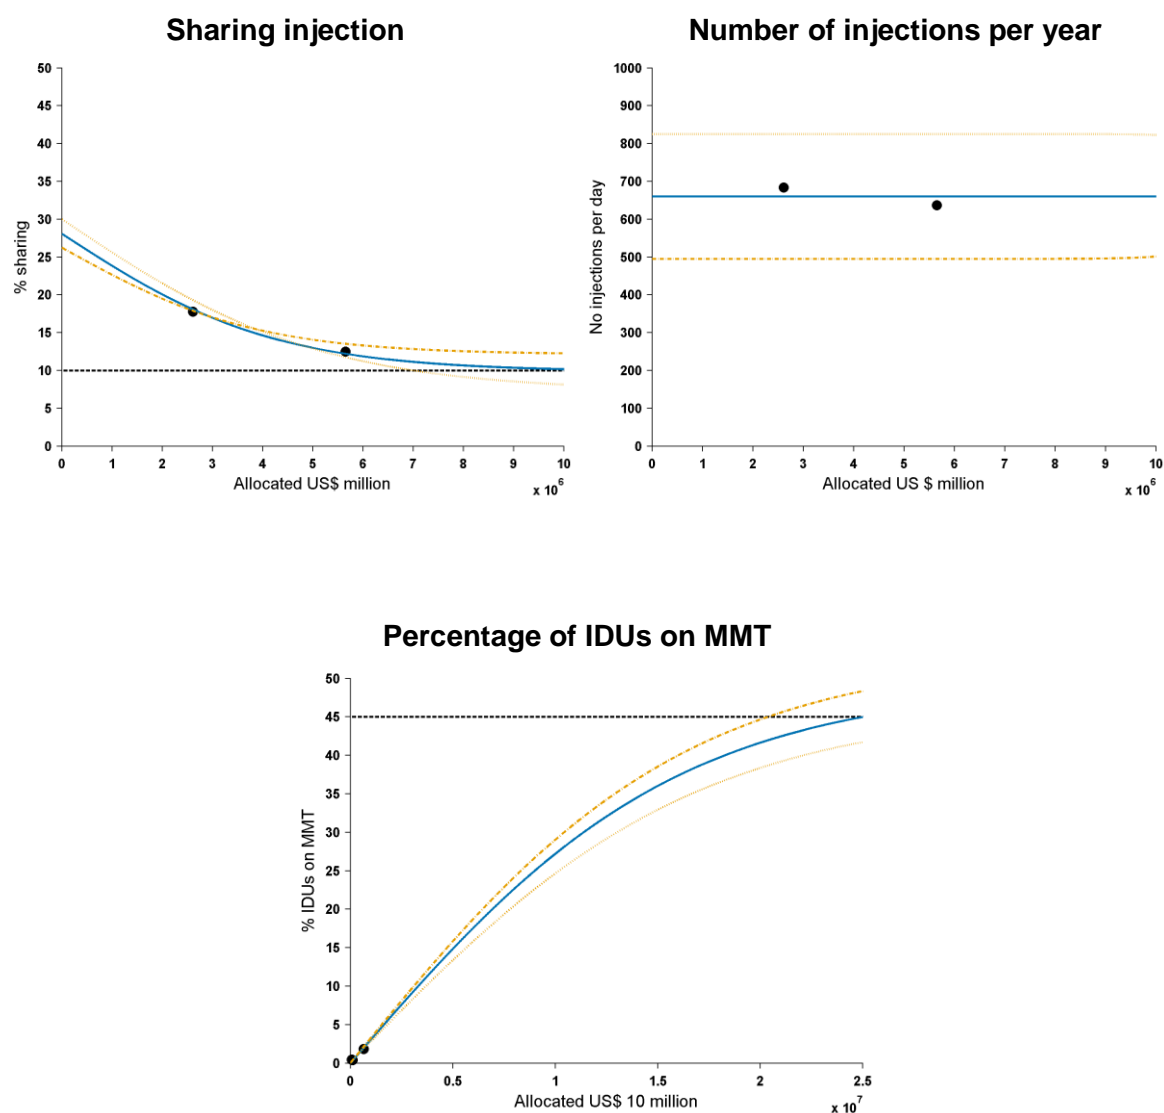 Sharing injection
50
45
40
35
30
25
20
15
10
5
0
% sharing
0 1 2 3 4 5 6 7 8 9 10
Allocated US$ million
x 10^6
Number of injections per year
1000
900
800
700
600
500
400
300
200
100
0
No injections per day
0 1 2 3 4 5 6 7 8 9 10
Allocated US $ million
x 10^6
Percentage of IDUs on MMT
50
45
40
35
30
25
20
15
10
5
0
% IDUs on MMT
0 0.5 1 1.5 2 2.5
Allocated US$ 10 million
x 10^7